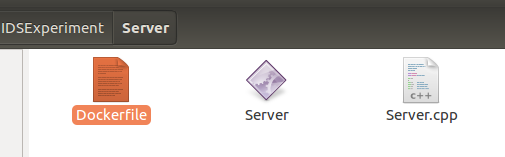 IDSExperiment Server
Dockerfile Server Server.cpp